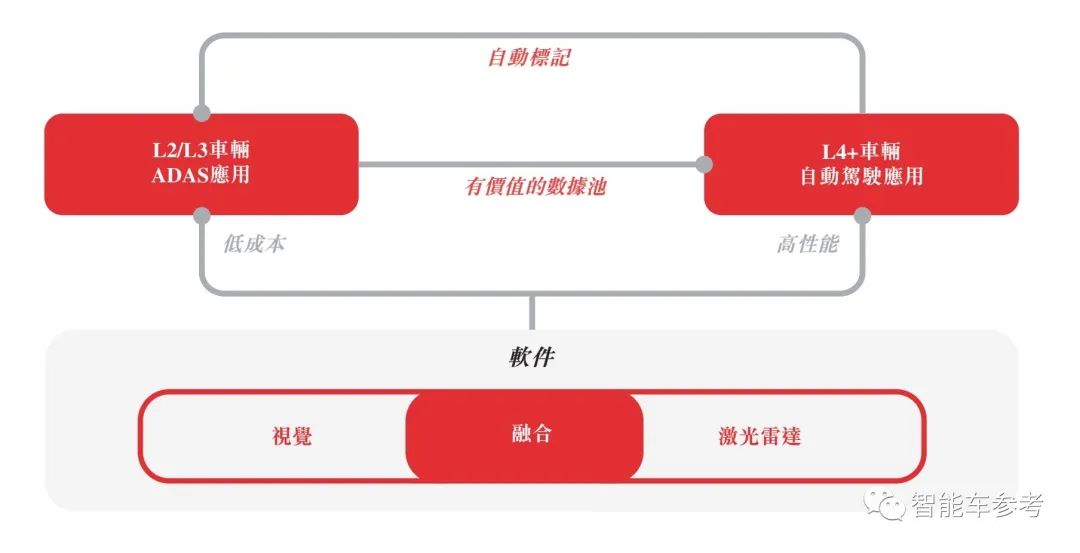 自動標記
L2/L3車輛
ADAS應用
L4+車輛
自動駕駛應用
有價值的數據池
低成本
高性能
軟件
視覺
融合
激光雷達
智能车参考